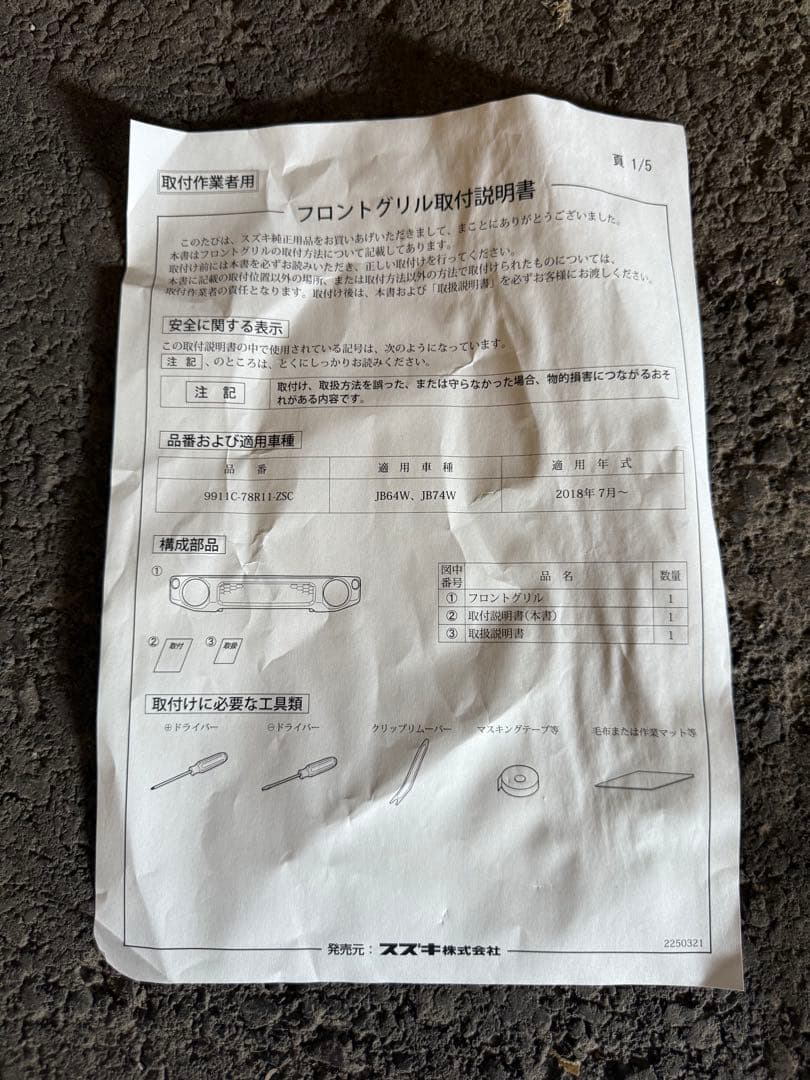 頁 1/5
取付作業者用
フロントグリル取付説明書
このたびは、スズキ純正用品をお買いあげいただきまして、まことにありがとうございました。
本書はフロントグリルの取付方法について記載してあります。
取付け前には本書を必ずお読みいただき、正しい取付けを行ってください。
本書に記載の取付位置以外の場所、または取付方法以外の方法で取付けられたものについては、
取付作業者の責任となります。取付け後は、本書および「取扱説明書」を必ずお客様にお渡しください。
安全に関する表示
この取付説明書の中で使用されている記号は、次のようになっています。
注 記 、のところは、とくにしっかりお読みください。
注 記
取付け、取扱方法を誤った、または守らなかった場合、物的損害につながるおそ
れがある内容です。
品番および適用車種
品 番 適 用 車 種 適 用 年 式
9911C-78R11-ZSC JB64W、JB74W 2018年 7月～
構成部品
①
② 取付 ③ 取扱
図中番号 品 名 数量
① フロントグリル 1
② 取付説明書(本書) 1
③ 取扱説明書 1
取付けに必要な工具類
⊕ドライバー ⊖ドライバー クリップリムーバー マスキングテープ等 毛布または作業マット等
発売元： スズキ株式会社
2250321